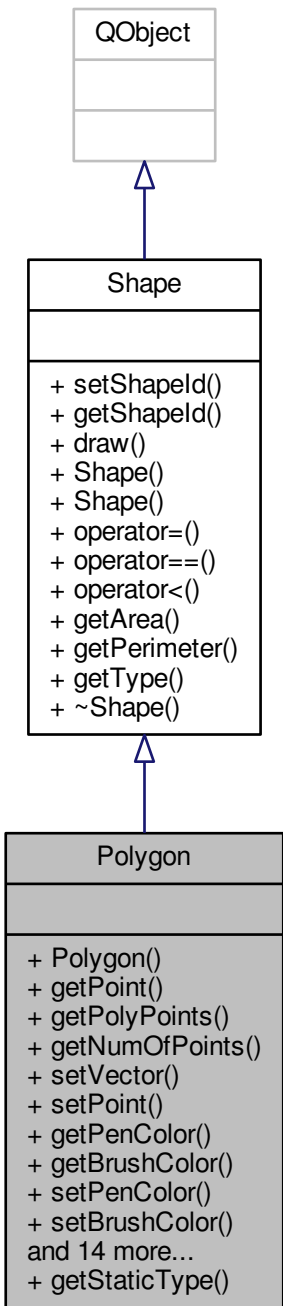 QObject
Shape
+ setShapeId()
+ getShapeId()
+ draw()
+ Shape()
+ Shape()
+ operator=()
+ operator==()
+ operator<()
+ getArea()
+ getPerimeter()
+ getType()
+ ~Shape()
Polygon
+ Polygon()
+ getPoint()
+ getPolyPoints()
+ getNumOfPoints()
+ setVector()
+ setPoint()
+ getPenColor()
+ getBrushColor()
+ setPenColor()
+ setBrushColor()
and 14 more...
+ getStaticType()